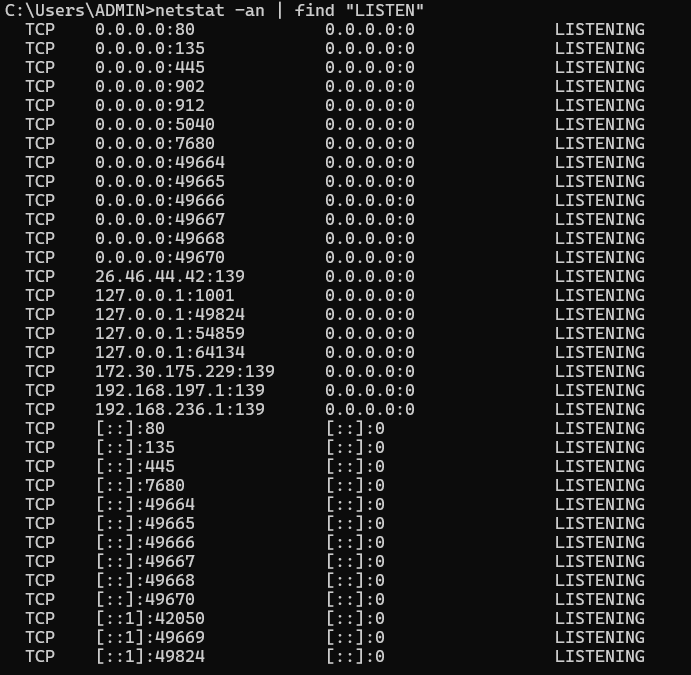 C:\Users\ADMIN>netstat -an | find "LISTEN"
  TCP    0.0.0.0:80             0.0.0.0:0              LISTENING
  TCP    0.0.0.0:135            0.0.0.0:0              LISTENING
  TCP    0.0.0.0:445            0.0.0.0:0              LISTENING
  TCP    0.0.0.0:902            0.0.0.0:0              LISTENING
  TCP    0.0.0.0:912            0.0.0.0:0              LISTENING
  TCP    0.0.0.0:5040           0.0.0.0:0              LISTENING
  TCP    0.0.0.0:7680           0.0.0.0:0              LISTENING
  TCP    0.0.0.0:49664          0.0.0.0:0              LISTENING
  TCP    0.0.0.0:49665          0.0.0.0:0              LISTENING
  TCP    0.0.0.0:49666          0.0.0.0:0              LISTENING
  TCP    0.0.0.0:49667          0.0.0.0:0              LISTENING
  TCP    0.0.0.0:49668          0.0.0.0:0              LISTENING
  TCP    0.0.0.0:49670          0.0.0.0:0              LISTENING
  TCP    26.46.44.42:139        0.0.0.0:0              LISTENING
  TCP    127.0.0.1:1001         0.0.0.0:0              LISTENING
  TCP    127.0.0.1:49824        0.0.0.0:0              LISTENING
  TCP    127.0.0.1:54859        0.0.0.0:0              LISTENING
  TCP    127.0.0.1:64134        0.0.0.0:0              LISTENING
  TCP    172.30.175.229:139     0.0.0.0:0              LISTENING
  TCP    192.168.197.1:139      0.0.0.0:0              LISTENING
  TCP    192.168.236.1:139      0.0.0.0:0              LISTENING
  TCP    [::]:80                [::]:0                 LISTENING
  TCP    [::]:135               [::]:0                 LISTENING
  TCP    [::]:445               [::]:0                 LISTENING
  TCP    [::]:7680              [::]:0                 LISTENING
  TCP    [::]:49664             [::]:0                 LISTENING
  TCP    [::]:49665             [::]:0                 LISTENING
  TCP    [::]:49666             [::]:0                 LISTENING
  TCP    [::]:49667             [::]:0                 LISTENING
  TCP    [::]:49668             [::]:0                 LISTENING
  TCP    [::]:49670             [::]:0                 LISTENING
  TCP    [::1]:42050            [::]:0                 LISTENING
  TCP    [::1]:49669            [::]:0                 LISTENING
  TCP    [::1]:49824            [::]:0                 LISTENING